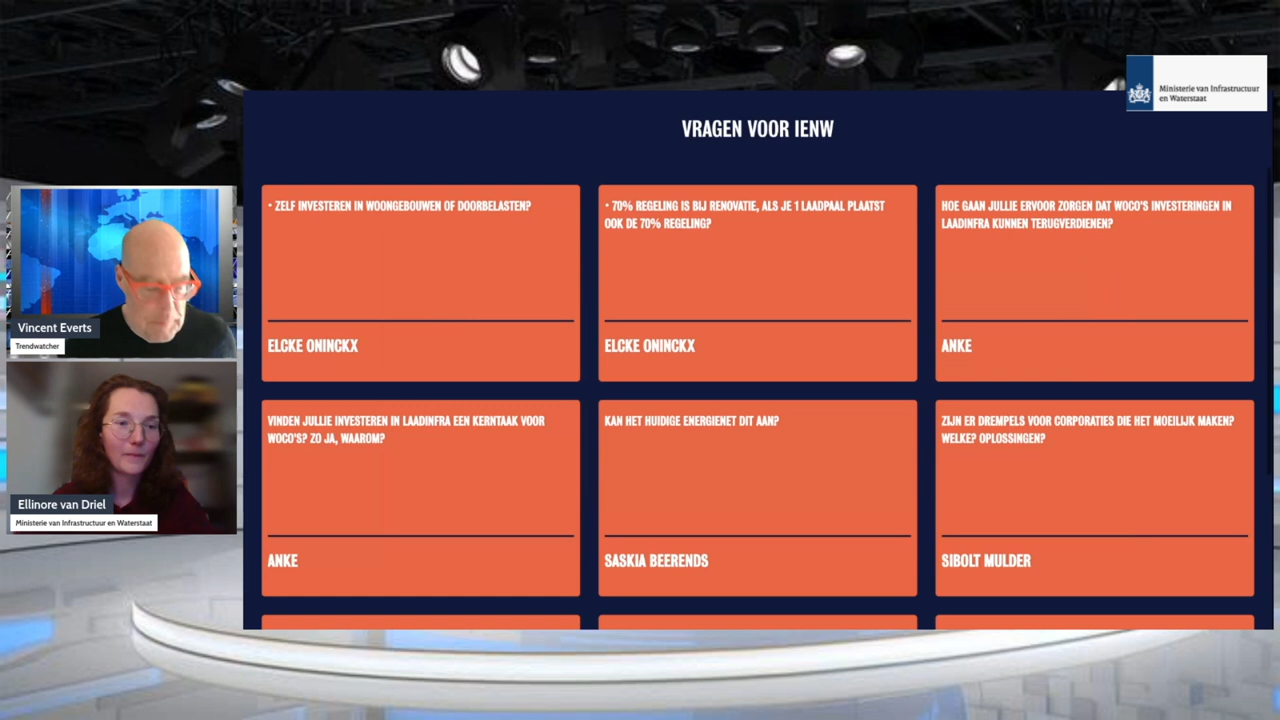 Ministerie van Infrastructuur
en Waterstaat
VRAGEN VOOR IENW
• ZELF INVESTEREN IN WOONGEBOUWEN OF DOORBELASTEN?
ELCKE ONINCKX
• 70% REGELING IS BIJ RENOVATIE, ALS JE 1 LAADPAAL PLAATST
OOK DE 70% REGELING?
ELCKE ONINCKX
HOE GAAN JULLIE ERVOOR ZORGEN DAT WOCO'S INVESTERINGEN IN
LAADINFRA KUNNEN TERUGVERDIENEN?
ANKE
VINDEN JULLIE INVESTEREN IN LAADINFRA EEN KERNTAAK VOOR
WOCO'S? ZO JA, WAAROM?
ANKE
KAN HET HUIDIGE ENERGIENET DIT AAN?
SASKIA BEERENDS
ZIJN ER DREMPELS VOOR CORPORATIES DIE HET MOEILIJK MAKEN?
WELKE? OPLOSSINGEN?
SIBOLT MULDER
Vincent Everts
Trendwatcher
Ellinore van Driel
Ministerie van Infrastructuur en Waterstaat